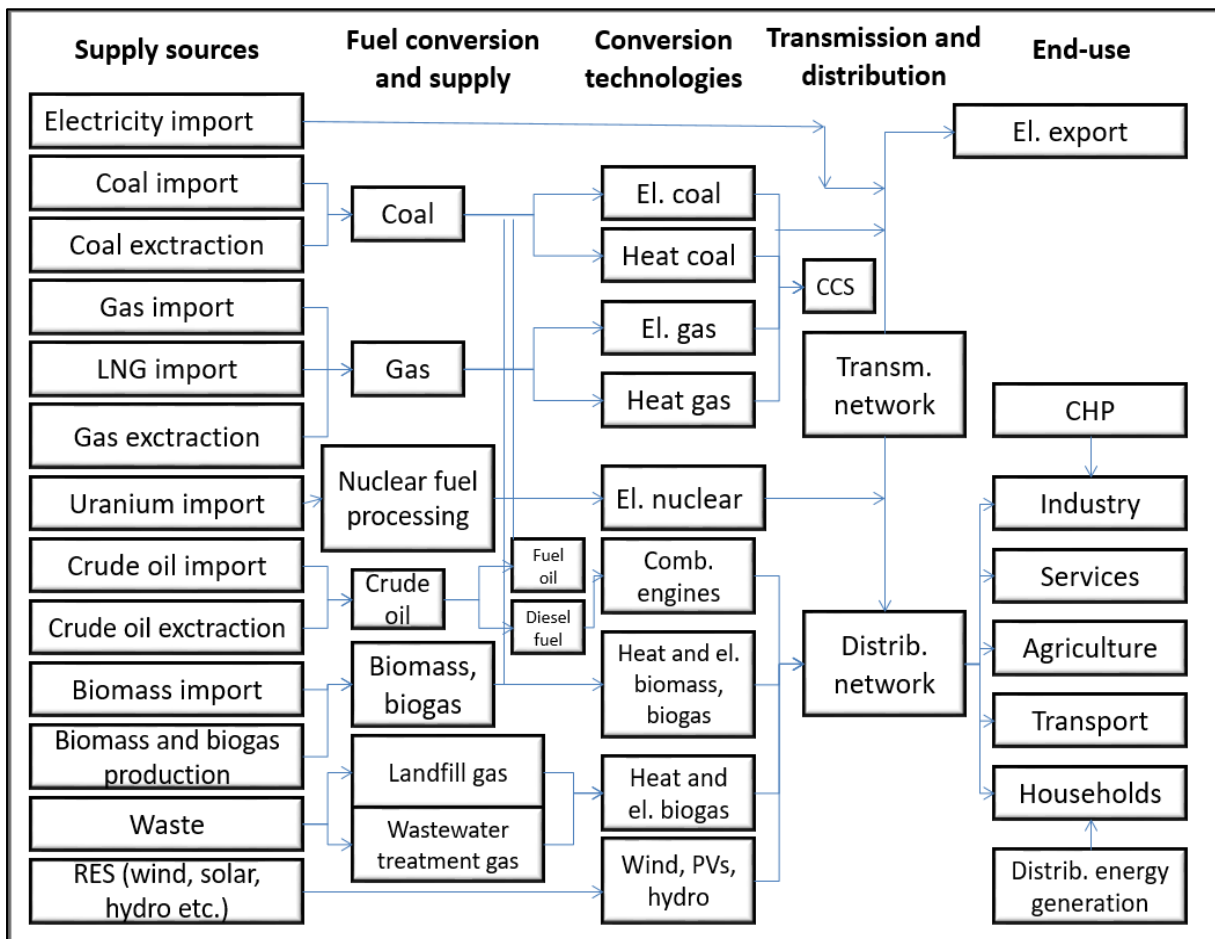 Supply sources
Fuel conversion
and supply
Conversion
technologies
Transmission and
distribution
End-use
Electricity import
Coal import
Coal exctraction
Gas import
LNG import
Gas exctraction
Uranium import
Crude oil import
Crude oil exctraction
Biomass import
Biomass and biogas
production
Waste
RES (wind, solar,
hydro etc.)
Coal
Gas
Nuclear fuel
processing
Crude
oil
Fuel
oil
Diesel
fuel
Biomass,
biogas
Landfill gas
Wastewater
treatment gas
El. coal
Heat coal
El. gas
Heat gas
El. nuclear
Comb.
engines
Heat and el.
biomass,
biogas
Heat and
el. biogas
Wind, PVs,
hydro
CCS
Transm.
network
Distrib.
network
El. export
CHP
Industry
Services
Agriculture
Transport
Households
Distrib. energy
generation